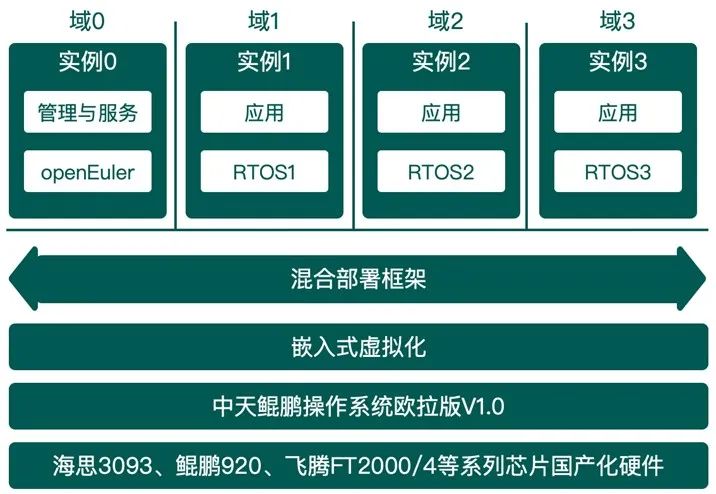 域0
域1
域2
域3
实例0
实例1
实例2
实例3
管理与服务
应用
应用
应用
openEuler
RTOS1
RTOS2
RTOS3
混合部署框架
嵌入式虚拟化
中天鲲鹏操作系统欧拉版V1.0
海思3093、鲲鹏920、飞腾FT2000/4等系列芯片国产化硬件